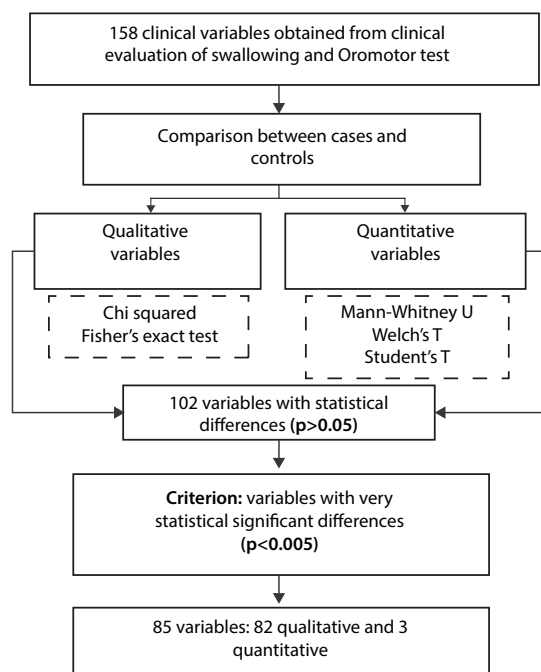 158 clinical variables obtained from clinical
evaluation of swallowing and Oromotor test
Comparison between cases and
controls
Qualitative
variables
Quantitative
variables
Chi squared
Fisher's exact test
Mann-Whitney U
Welch's T
Student's T
102 variables with statistical
differences (p>0.05)
Criterion: variables with very
statistical significant differences
(p<0.005)
85 variables: 82 qualitative and 3
quantitative